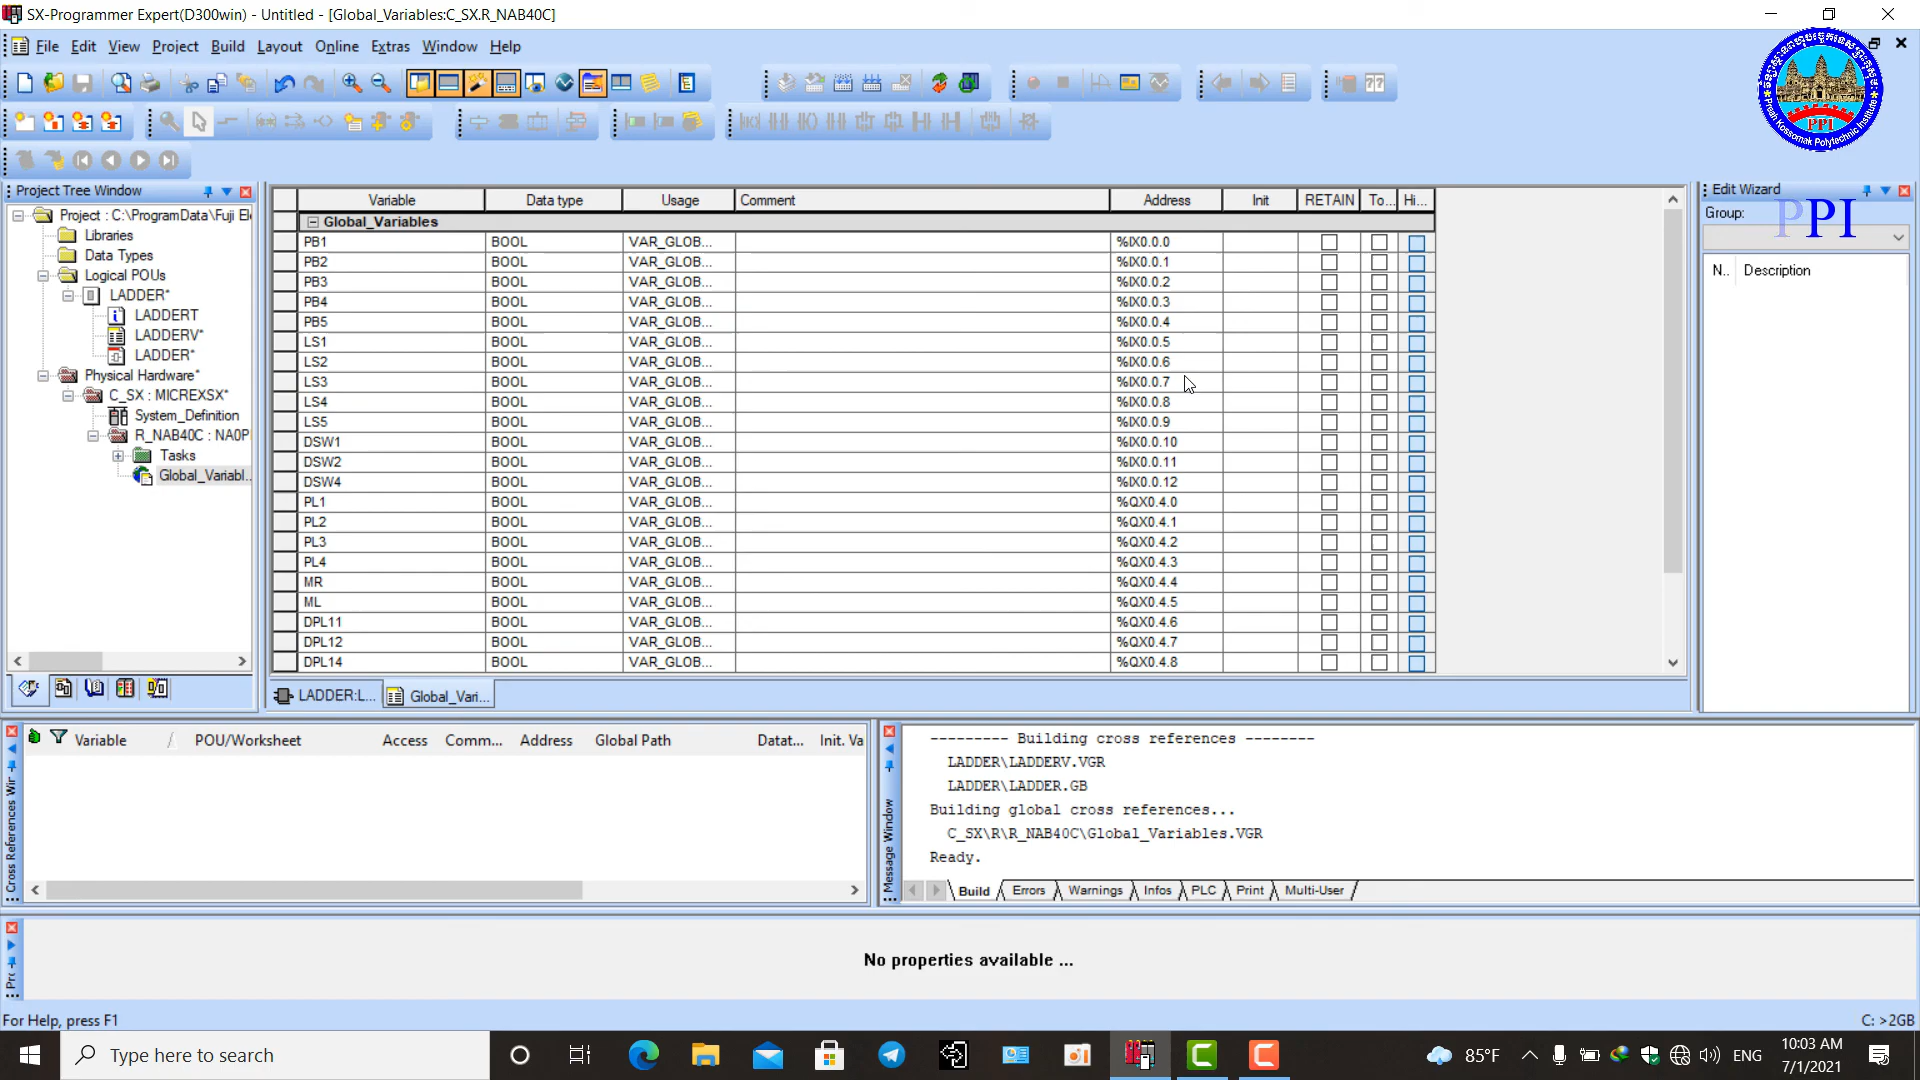 SX-Programmer Expert(D300win) - Untitled - [Global_Variables:C_SX.R_NAB40C]
File Edit View Project Build Layout Online Extras Window Help
Preah Kossomak Polytechnic Institute
PPI
Project Tree Window
Project : C:\ProgramData\Fuji El
Libraries
Data Types
Logical POUs
LADDER*
LADDERT
LADDERV*
LADDER*
Physical Hardware*
C_SX : MICREXSX*
System_Definition
R_NAB40C : NA0P
Tasks
Global_Variabl...
Variable Data type Usage Comment Address Init RETAIN To... Hi...
Global_Variables
PB1 BOOL VAR_GLOB... %IX0.0.0
PB2 BOOL VAR_GLOB... %IX0.0.1
PB3 BOOL VAR_GLOB... %IX0.0.2
PB4 BOOL VAR_GLOB... %IX0.0.3
PB5 BOOL VAR_GLOB... %IX0.0.4
LS1 BOOL VAR_GLOB... %IX0.0.5
LS2 BOOL VAR_GLOB... %IX0.0.6
LS3 BOOL VAR_GLOB... %IX0.0.7
LS4 BOOL VAR_GLOB... %IX0.0.8
LS5 BOOL VAR_GLOB... %IX0.0.9
DSW1 BOOL VAR_GLOB... %IX0.0.10
DSW2 BOOL VAR_GLOB... %IX0.0.11
DSW4 BOOL VAR_GLOB... %IX0.0.12
PL1 BOOL VAR_GLOB... %QX0.4.0
PL2 BOOL VAR_GLOB... %QX0.4.1
PL3 BOOL VAR_GLOB... %QX0.4.2
PL4 BOOL VAR_GLOB... %QX0.4.3
MR BOOL VAR_GLOB... %QX0.4.4
ML BOOL VAR_GLOB... %QX0.4.5
DPL11 BOOL VAR_GLOB... %QX0.4.6
DPL12 BOOL VAR_GLOB... %QX0.4.7
DPL14 BOOL VAR_GLOB... %QX0.4.8
LADDER:L... Global_Vari...
Edit Wizard
Group:
PPI
N.. Description
Cross References Wir
Variable / POU/Worksheet Access Comm... Address Global Path Datat... Init. Va
Message Window
--------- Building cross references --------
LADDER\LADDERV.VGR
LADDER\LADDER.GB
Building global cross references...
C_SX\R\R_NAB40C\Global_Variables.VGR
Ready.
Build Errors Warnings Infos PLC Print Multi-User
No properties available ...
For Help, press F1
C: >2GB
Type here to search
85°F
ENG
10:03 AM
7/1/2021